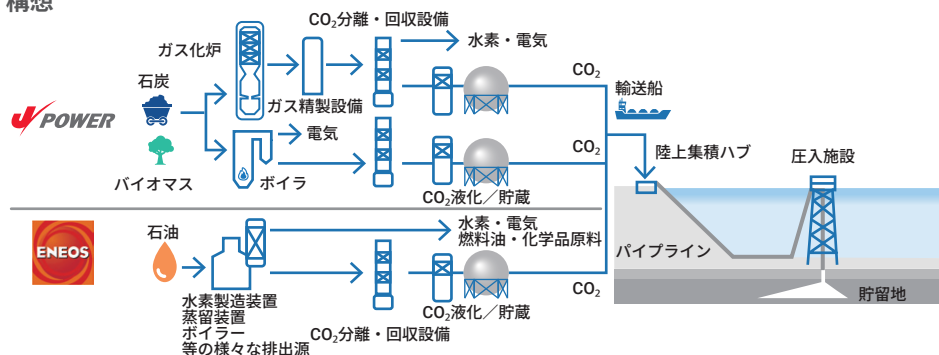 構想
CO₂分離・回収設備
水素・電気
ガス化炉
石炭
ガス精製設備
CO₂
輸送船
J POWER
電気
陸上集積ハブ
圧入施設
CO₂
バイオマス
ボイラ
CO₂液化／貯蔵
水素・電気
燃料油・化学品原料
石油
ENEOS
パイプライン
水素製造装置
蒸留装置
ボイラー
等の様々な排出源
CO₂液化／貯蔵
CO₂
貯留地
CO₂分離・回収設備